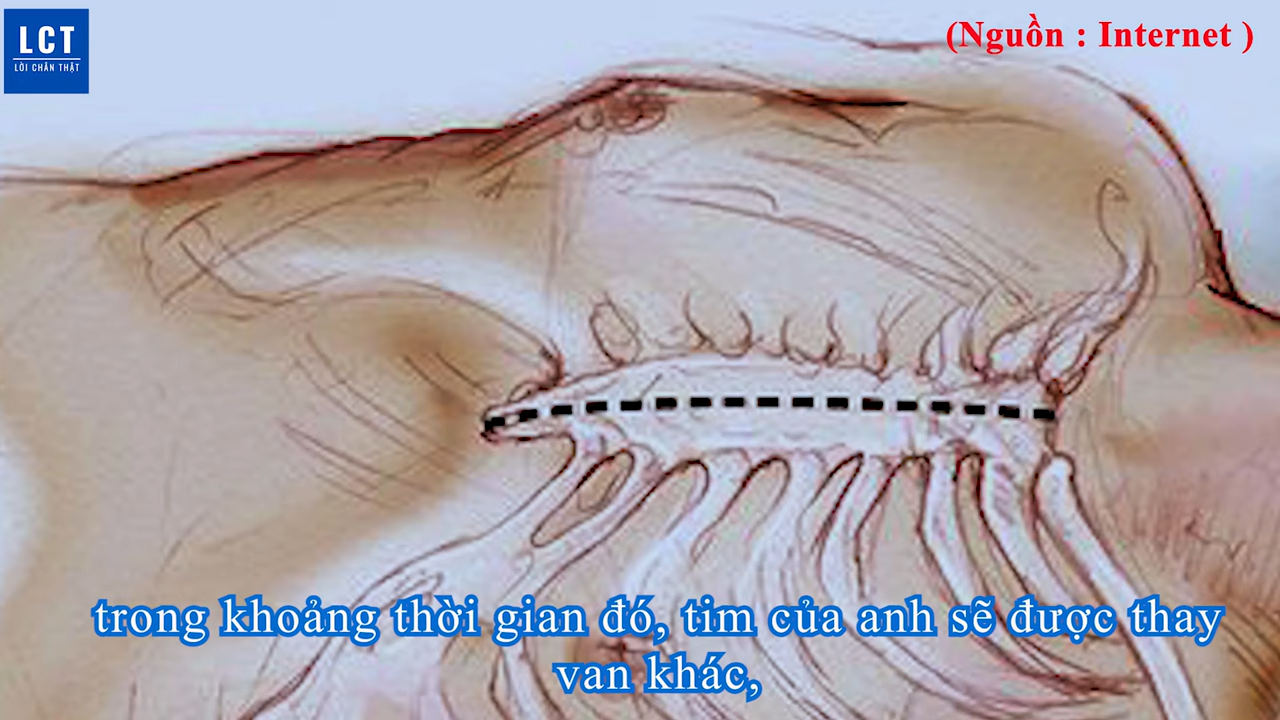 LCT
LỜI CHÂN THẬT
(Nguồn : Internet )
trong khoảng thời gian đó, tim của anh sẽ được thay
van khác,